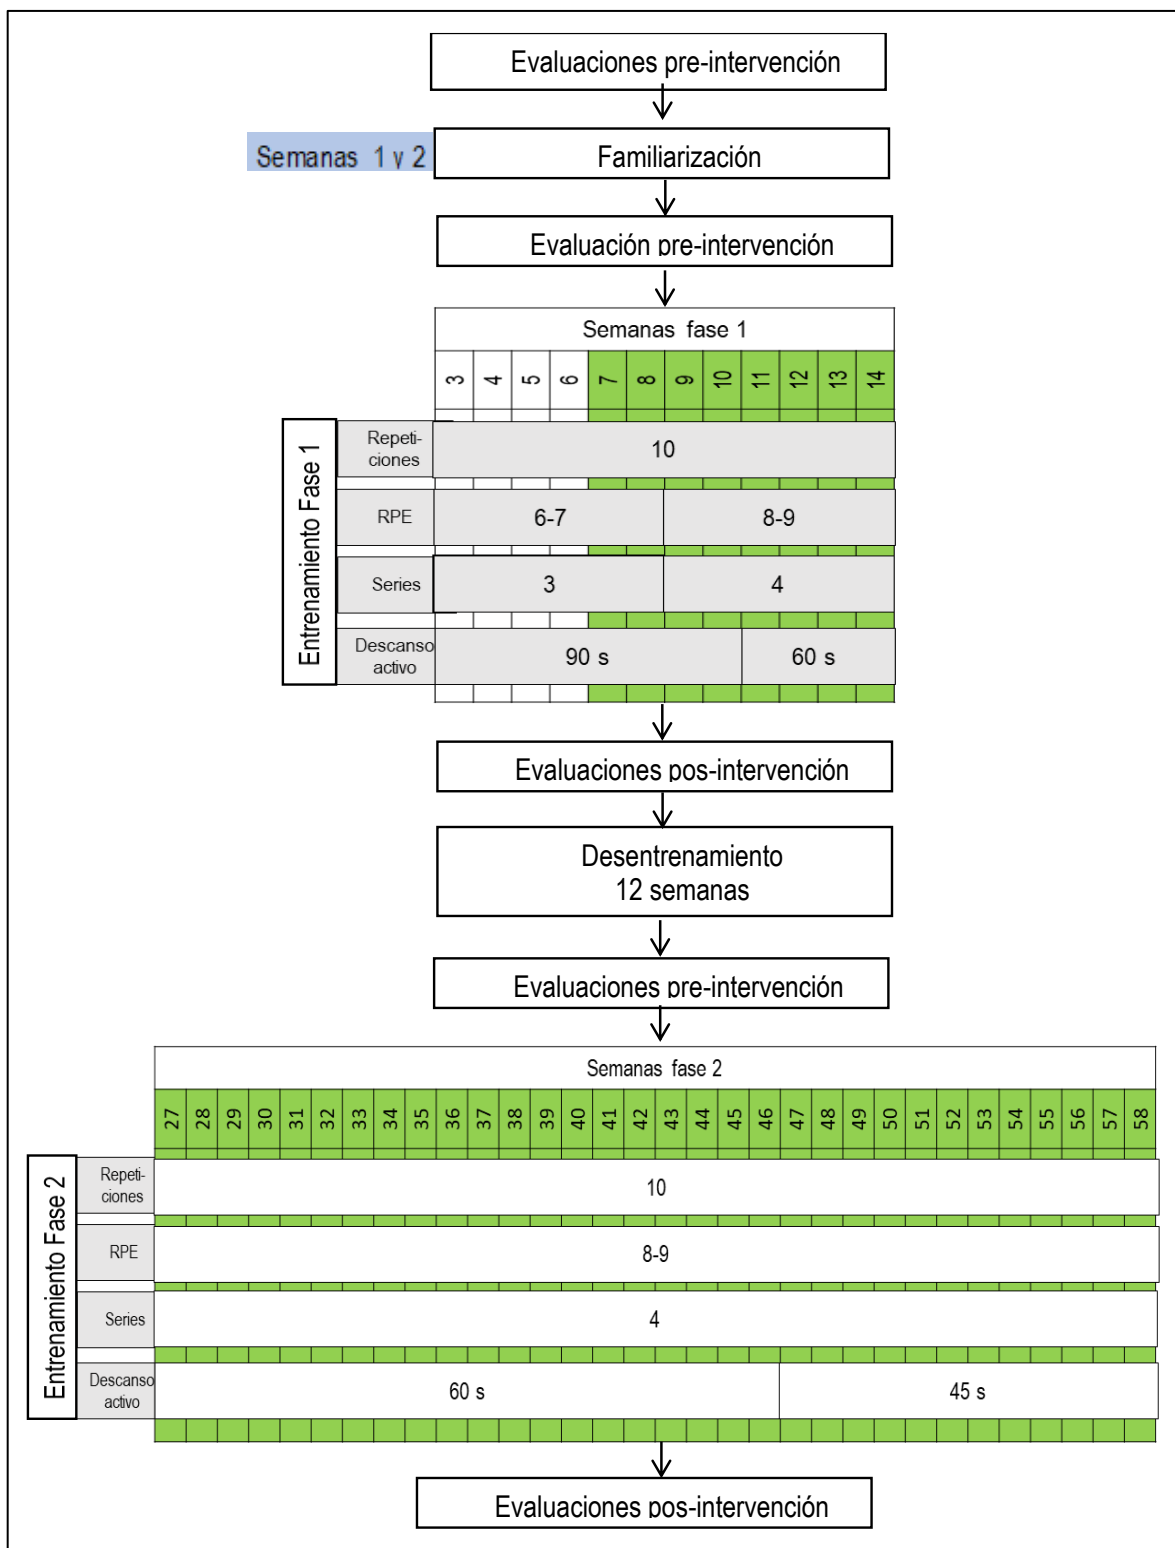 Evaluaciones pre-intervención
Semanas 1 y 2
Familiarización
Evaluación pre-intervención
Semanas fase 1
3 4 5 6 7 8 9 10 11 12 13 14
Entrenamiento Fase 1
Repeti-
ciones
10
RPE
6-7
8-9
Series
3
4
Descanso
activo
90 s
60 s
Evaluaciones pos-intervención
Desentrenamiento
12 semanas
Evaluaciones pre-intervención
Semanas fase 2
27 28 29 30 31 32 33 34 35 36 37 38 39 40 41 42 43 44 45 46 47 48 49 50 51 52 53 54 55 56 57 58
Entrenamiento Fase 2
Repeti-
ciones
10
RPE
8-9
Series
4
Descanso
activo
60 s
45 s
Evaluaciones pos-intervención